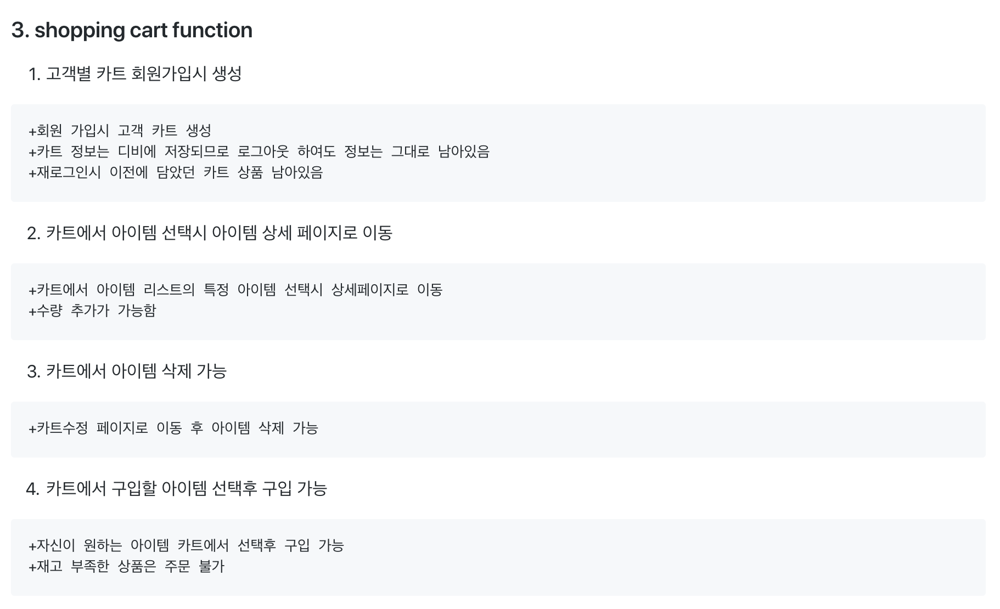 3. shopping cart function
1. 고객별 카트 회원가입시 생성
+회원 가입시 고객 카트 생성
+카트 정보는 디비에 저장되므로 로그아웃 하여도 정보는 그대로 남아있음
+재로그인시 이전에 담았던 카트 상품 남아있음
2. 카트에서 아이템 선택시 아이템 상세 페이지로 이동
+카트에서 아이템 리스트의 특정 아이템 선택시 상세페이지로 이동
+수량 추가가 가능함
3. 카트에서 아이템 삭제 가능
+카트수정 페이지로 이동 후 아이템 삭제 가능
4. 카트에서 구입할 아이템 선택후 구입 가능
+자신이 원하는 아이템 카트에서 선택후 구입 가능
+재고 부족한 상품은 주문 불가